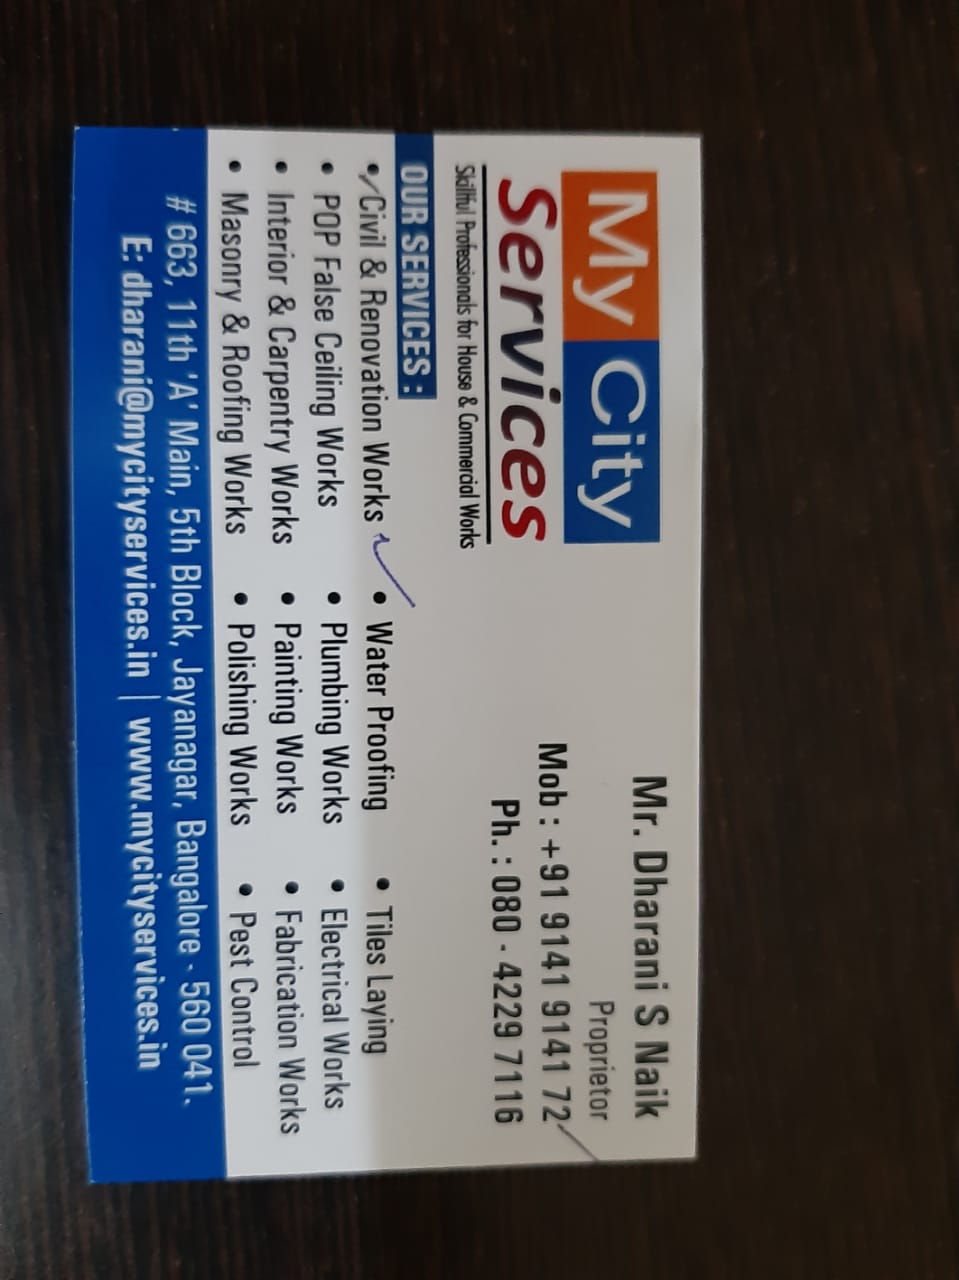 My City
Services
Skillful Professionals for House & Commercial Works
Mr. Dharani S Naik
Proprietor
Mob : +91 9141 9141 72
Ph. : 080 - 4229 7116
OUR SERVICES :
• Civil & Renovation Works • Water Proofing • Tiles Laying
• POP False Ceiling Works • Plumbing Works • Electrical Works
• Interior & Carpentry Works • Painting Works • Fabrication Works
• Masonry & Roofing Works • Polishing Works • Pest Control
# 663, 11th 'A' Main, 5th Block, Jayanagar, Bangalore - 560 041.
E: dharani@mycityservices.in | www.mycityservices.in